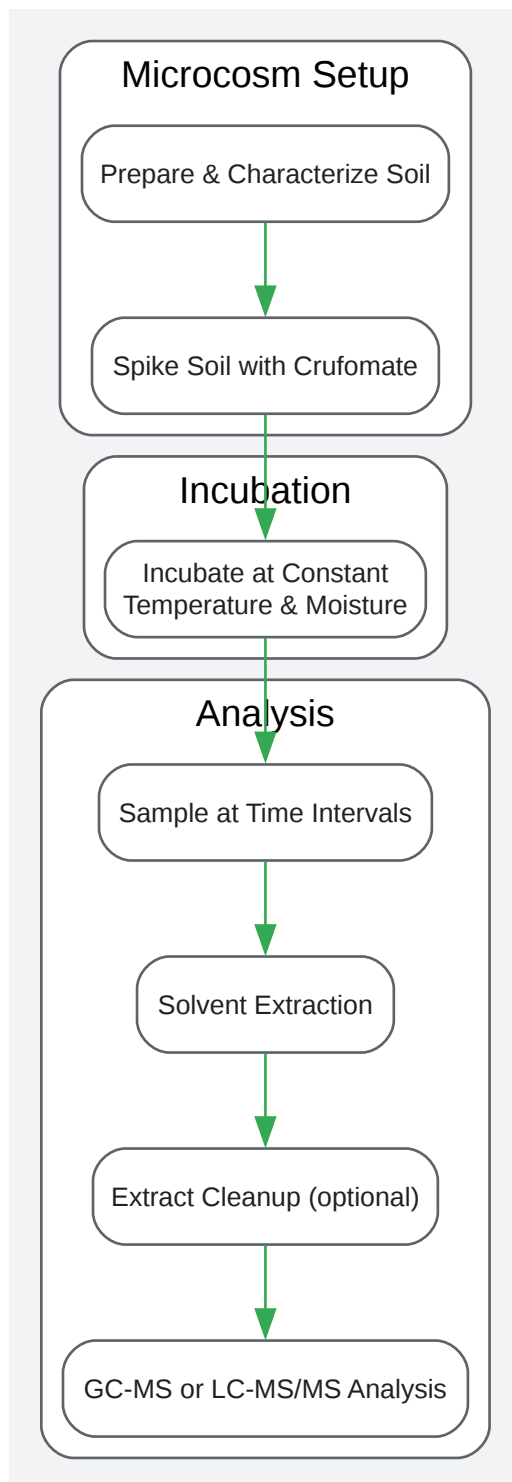 Microcosm Setup
Prepare & Characterize Soil
Spike Soil with Crufomate
Incubation
Incubate at Constant
Temperature & Moisture
Analysis
Sample at Time Intervals
Solvent Extraction
Extract Cleanup (optional)
GC-MS or LC-MS/MS Analysis